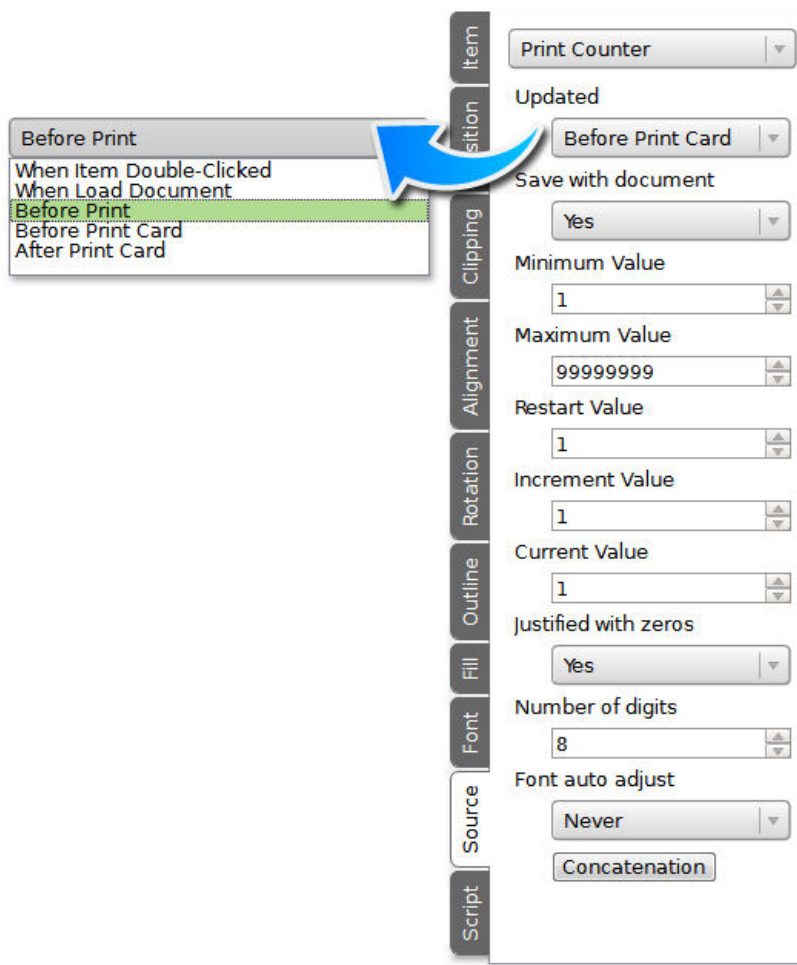 Before Print
When Item Double-Clicked
When Load Document
Before Print
Before Print Card
After Print Card
Item
sition
Clipping
Alignment
Rotation
Outline
Fill
Font
Source
Script
Print Counter
Updated
Before Print Card
Save with document
Yes
Minimum Value
1
Maximum Value
99999999
Restart Value
1
Increment Value
1
Current Value
1
Justified with zeros
Yes
Number of digits
8
Font auto adjust
Never
Concatenation